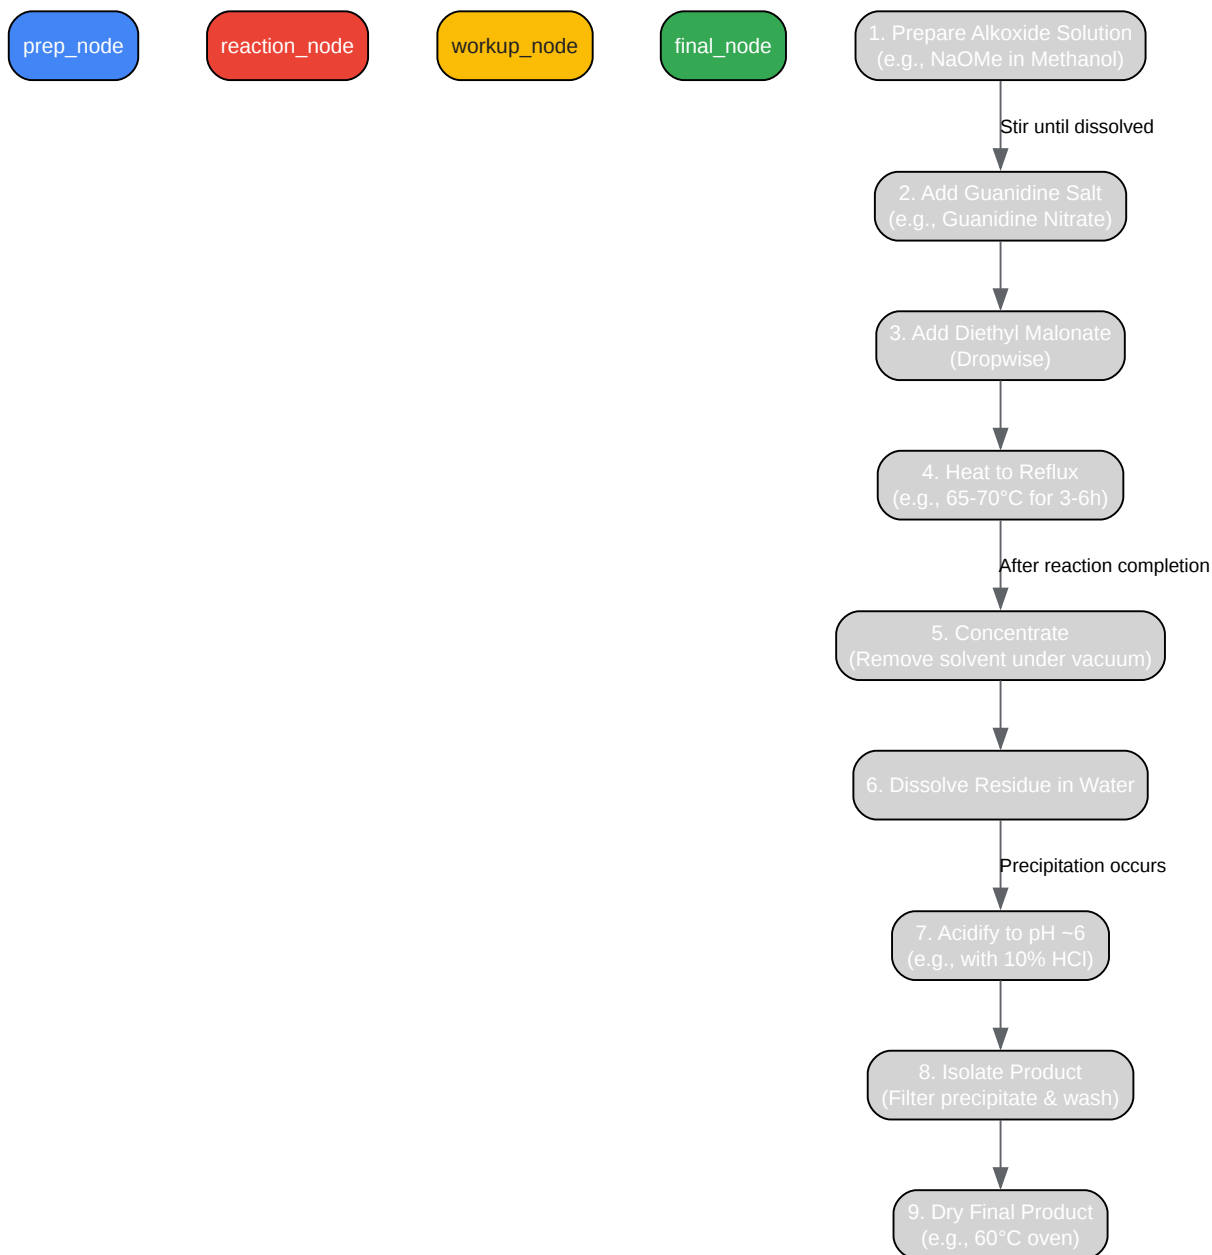 prep_node
reaction_node
workup_node
final_node
1. Prepare Alkoxide Solution
(e.g., NaOMe in Methanol)
Stir until dissolved
2. Add Guanidine Salt
(e.g., Guanidine Nitrate)
3. Add Diethyl Malonate
(Dropwise)
4. Heat to Reflux
(e.g., 65-70°C for 3-6h)
After reaction completion
5. Concentrate
(Remove solvent under vacuum)
6. Dissolve Residue in Water
Precipitation occurs
7. Acidify to pH ~6
(e.g., with 10% HCl)
8. Isolate Product
(Filter precipitate & wash)
9. Dry Final Product
(e.g., 60°C oven)